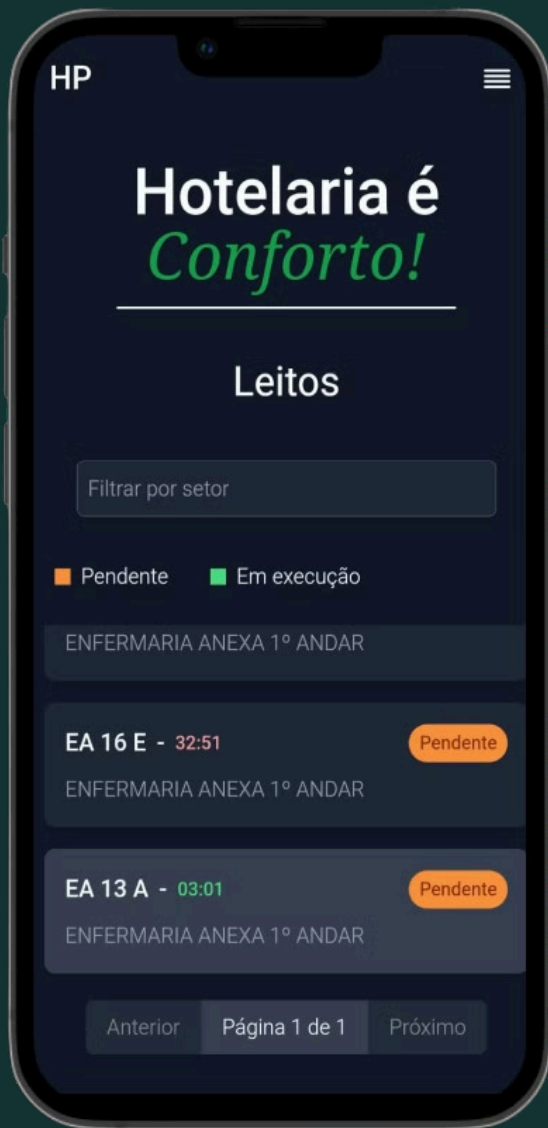 HP
Hotelaria é
Conforto!
Leitos
Filtrar por setor
Pendente Em execução
ENFERMARIA ANEXA 1º ANDAR
EA 16 E - 32:51 Pendente
ENFERMARIA ANEXA 1º ANDAR
EA 13 A - 03:01 Pendente
ENFERMARIA ANEXA 1º ANDAR
Anterior Página 1 de 1 Próximo